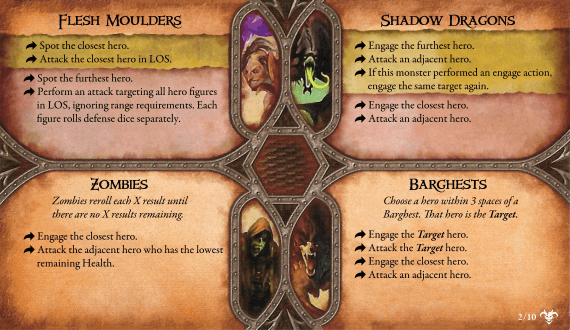 Flesh Moulders
Spot the closest hero.
Attack the closest hero in LOS.
Spot the furthest hero.
Perform an attack targeting all hero figures
in LOS, ignoring range requirements. Each
figure rolls defense dice separately.
Shadow Dragons
Engage the furthest hero.
Attack an adjacent hero.
If this monster performed an engage action,
engage the same target again.
Engage the closest hero.
Attack an adjacent hero.
Zombies
Zombies reroll each X result until
there are no X results remaining.
Engage the closest hero.
Attack the adjacent hero who has the lowest
remaining Health.
Barghests
Choose a hero within 3 spaces of a
Barghest. That hero is the Target.
Engage the Target hero.
Attack the Target hero.
Engage the closest hero.
Attack an adjacent hero.
2/10